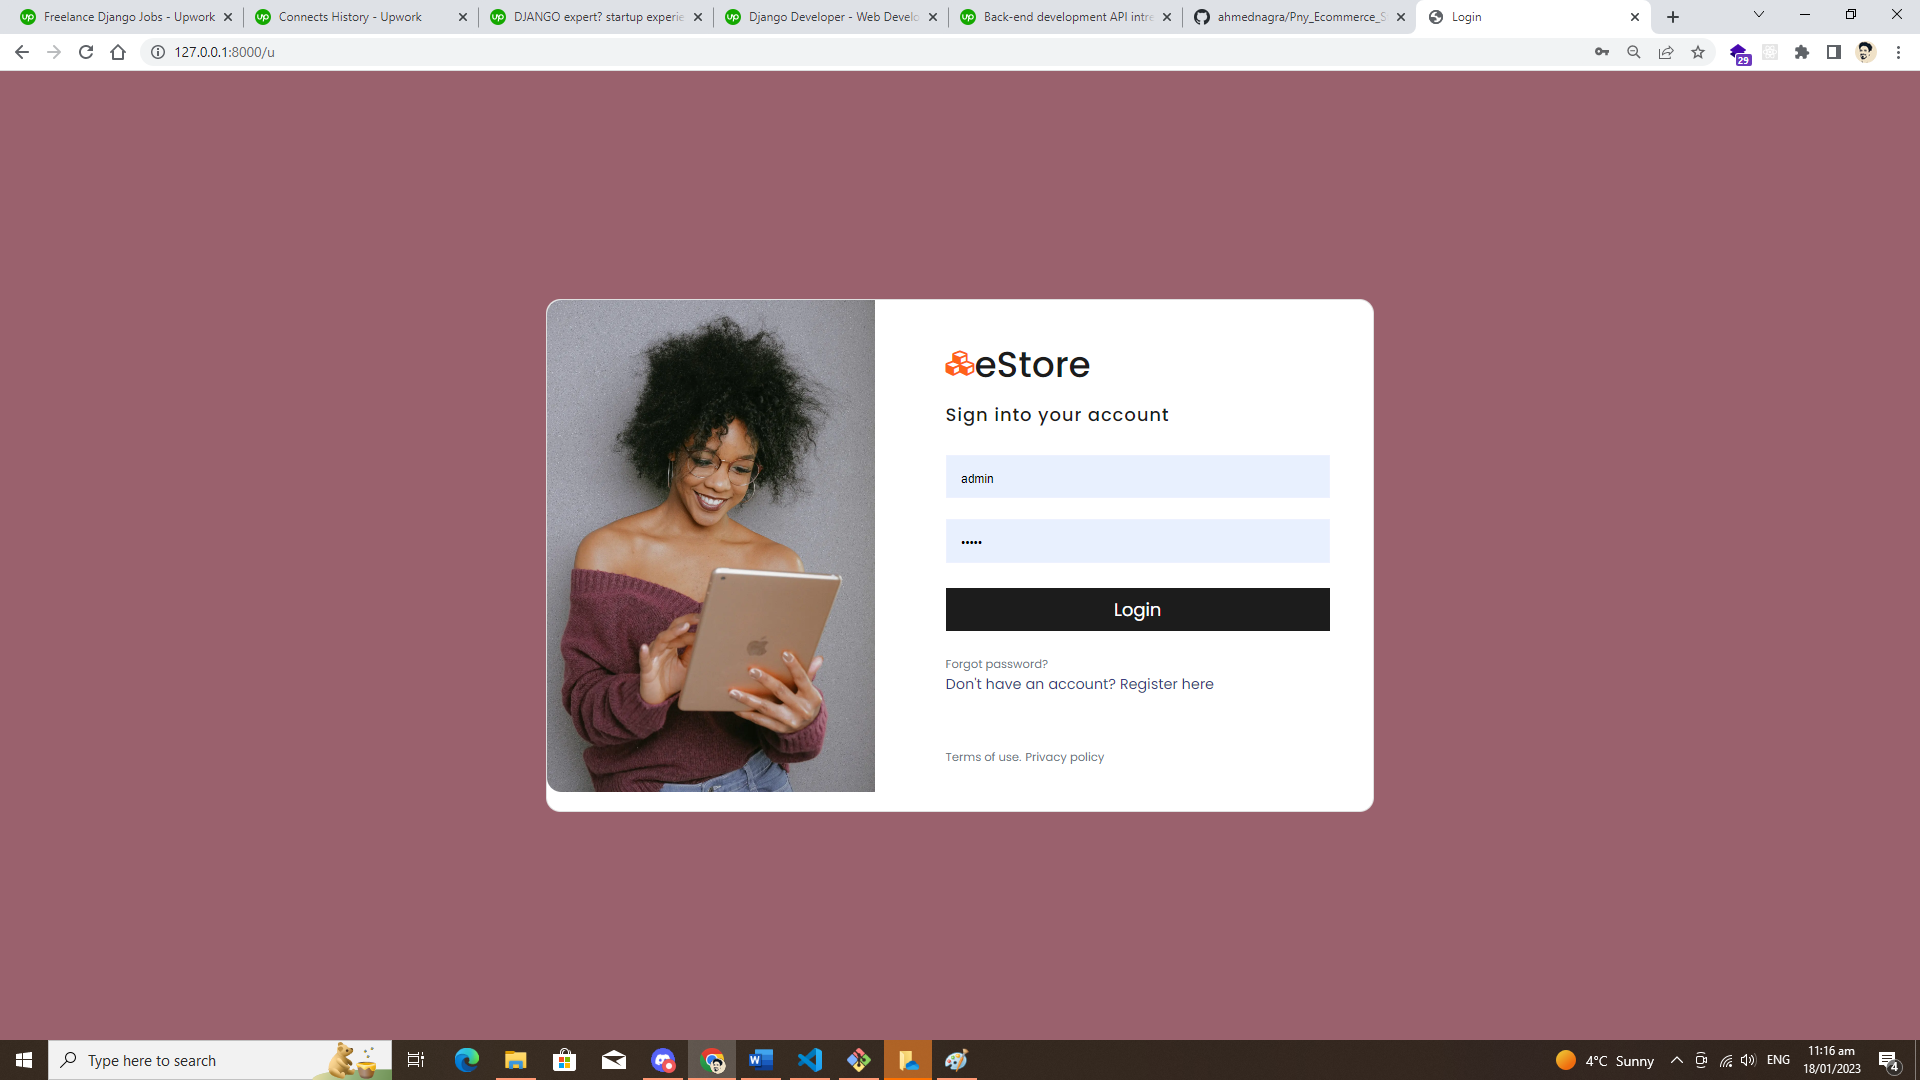 Freelance Django Jobs - Upwork
Connects History - Upwork
DJANGO expert? startup experie
Django Developer - Web Develo
Back-end development API intre
ahmednagra/Pny_Ecommerce_S
Login
127.0.0.1:8000/u
29
eStore
Sign into your account
admin
•••••
Login
Forgot password?
Don't have an account? Register here
Terms of use. Privacy policy
Type here to search
4°C Sunny
ENG
11:16 am
18/01/2023
4